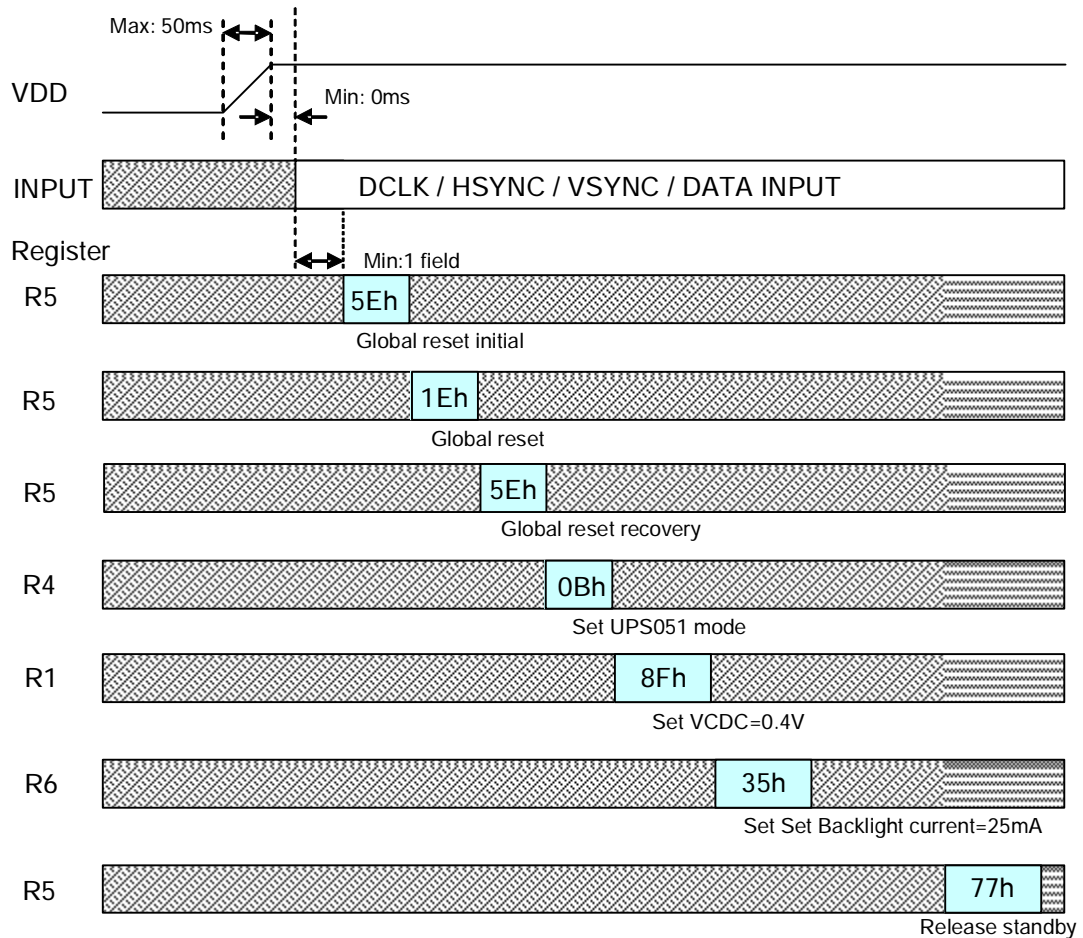 Max: 50ms
VDD
Min: 0ms
INPUT
DCLK / HSYNC / VSYNC / DATA INPUT
Register
Min:1 field
R5
5Eh
Global reset initial
R5
1Eh
Global reset
R5
5Eh
Global reset recovery
R4
0Bh
Set UPS051 mode
R1
8Fh
Set VCDC=0.4V
R6
35h
Set Set Backlight current=25mA
R5
77h
Release standby